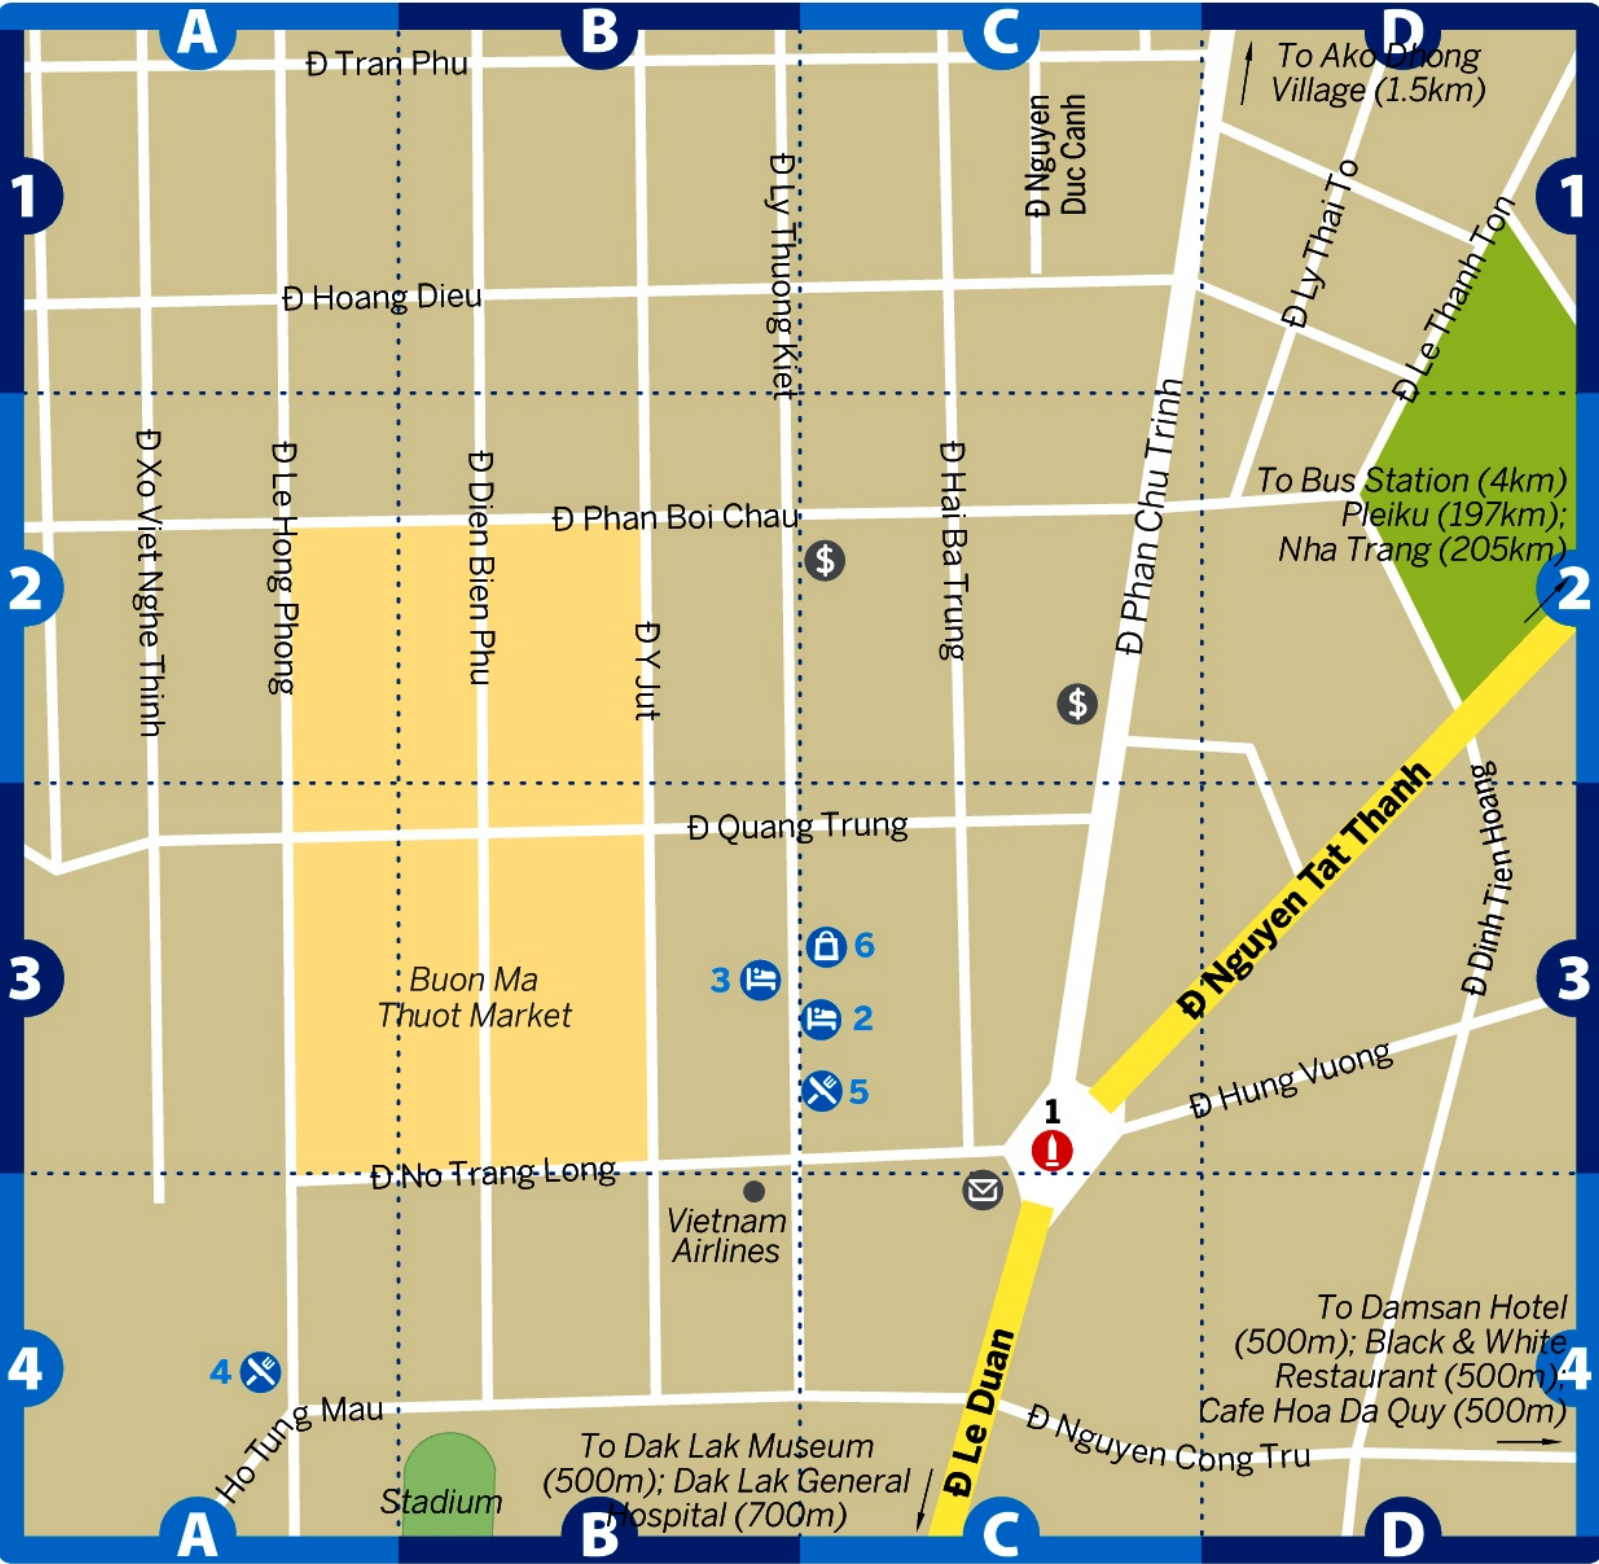 A
B
C
D
Đ Tran Phu
To Ako Dhong
Village (1.5km)
Đ Nguyen
Duc Canh
1
1
Đ Ly Thuong Kiet
Đ Ly Thai To
Đ Le Thanh Ton
Đ Hoang Dieu
Đ Phan Chu Trinh
Đ Xo Viet Nghe Thinh
Đ Le Hong Phong
Đ Dien Bien Phu
Đ Hai Ba Trung
To Bus Station (4km)
Pleiku (197km);
Nha Trang (205km)
Đ Phan Boi Chau
$
2
2
Đ Y Jut
$
Đ Quang Trung
Đ Nguyen Tat Thanh
Đ Dinh Tien Hoang
6
3
Buon Ma
Thuot Market
3
3
2
5
Đ Hung Vuong
1
Đ No Trang Long
Vietnam
Airlines
To Damsan Hotel
(500m); Black & White
Restaurant (500m);
Cafe Hoa Da Quy (500m)
4
4
4
Đ Le Duan
Ho Tung Mau
Đ Nguyen Cong Tru
To Dak Lak Museum
(500m); Dak Lak General
Hospital (700m)
Stadium
A
B
C
D